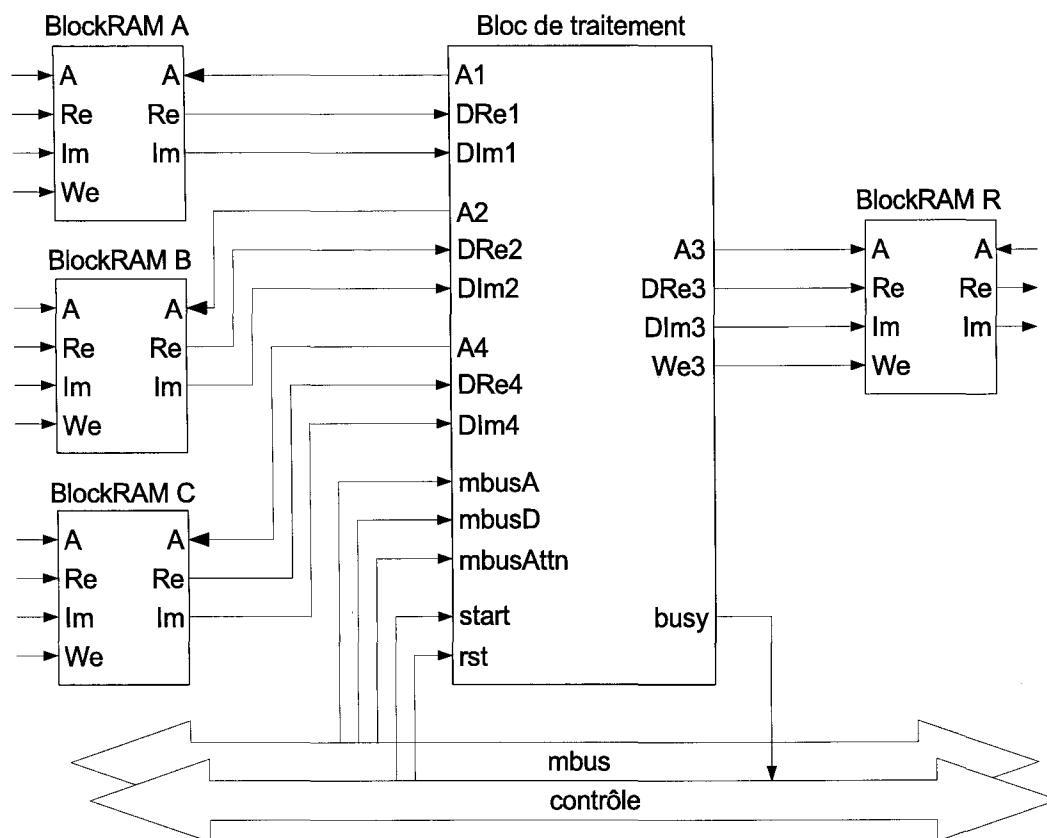 BlockRAM A
A A
Re Re
Im Im
We
BlockRAM B
A A
Re Re
Im Im
We
BlockRAM C
A A
Re Re
Im Im
We
Bloc de traitement
A1
DRe1
DIm1
A2
DRe2
DIm2
A4
DRe4
DIm4
mbusA
mbusD
mbusAttn
start
rst
A3
DRe3
DIm3
We3
busy
BlockRAM R
A A
Re Re
Im Im
We
mbus
contrôle